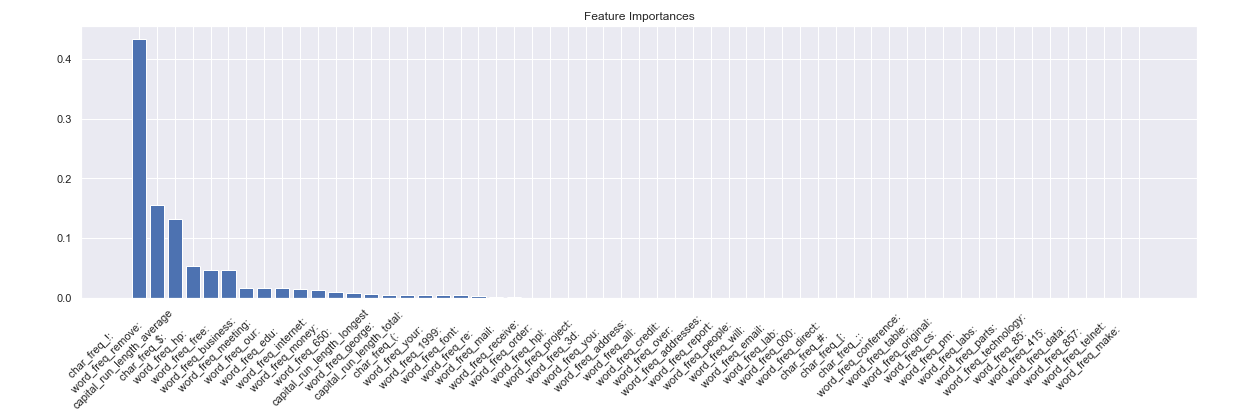 Feature Importances
0.4
0.3
0.2
0.1
0.0
char_freq_!:
word_freq_remove:
capital_run_length_average
char_freq_$:
word_freq_hp:
word_freq_free:
word_freq_business:
word_freq_meeting:
word_freq_our:
word_freq_edu:
word_freq_internet:
word_freq_money:
word_freq_650:
capital_run_length_longest
word_freq_george:
capital_run_length_total:
char_freq_(:
word_freq_your:
word_freq_1999:
word_freq_font:
word_freq_re:
word_freq_mail:
word_freq_receive:
word_freq_order:
word_freq_hpl:
word_freq_project:
word_freq_3d:
word_freq_you:
word_freq_address:
word_freq_all:
word_freq_credit:
word_freq_over:
word_freq_addresses:
word_freq_report:
word_freq_people:
word_freq_will:
word_freq_email:
word_freq_lab:
word_freq_000:
word_freq_direct:
char_freq_#:
char_freq_[:
char_freq_;:
word_freq_conference:
word_freq_table:
word_freq_original:
word_freq_cs:
word_freq_pm:
word_freq_labs:
word_freq_parts:
word_freq_technology:
word_freq_85:
word_freq_415:
word_freq_data:
word_freq_857:
word_freq_telnet:
word_freq_make: